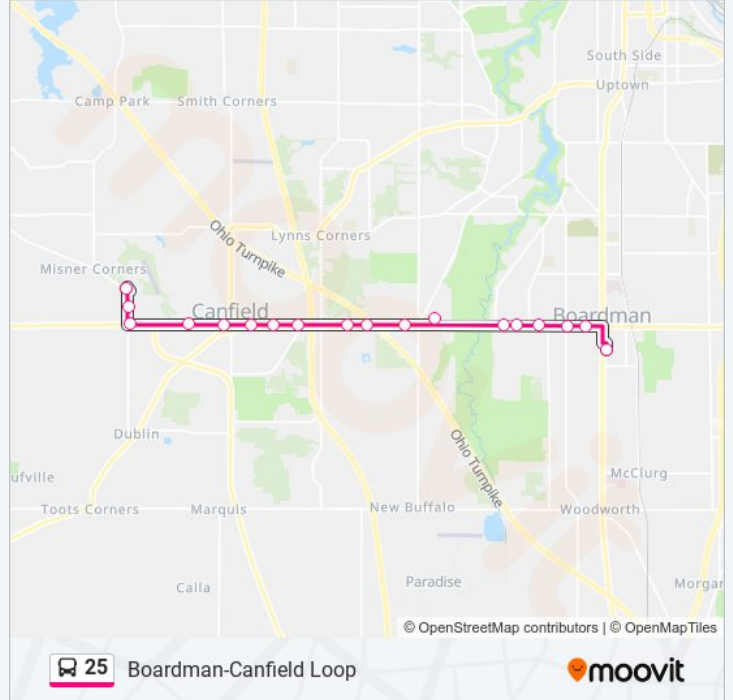 South Side
Uptown
Camp Park
Smith Corners
Ohio Turnpike
Lynns Corners
Misner Corners
Canfield
Boardman
Dublin
Ohio Turnpike
ufville
McClurg
Toots Corners
Marquis
New Buffalo
Woodworth
Paradise
Morgar
Calla
© OpenStreetMap contributors | © OpenMapTiles
25 Boardman-Canfield Loop
moovit